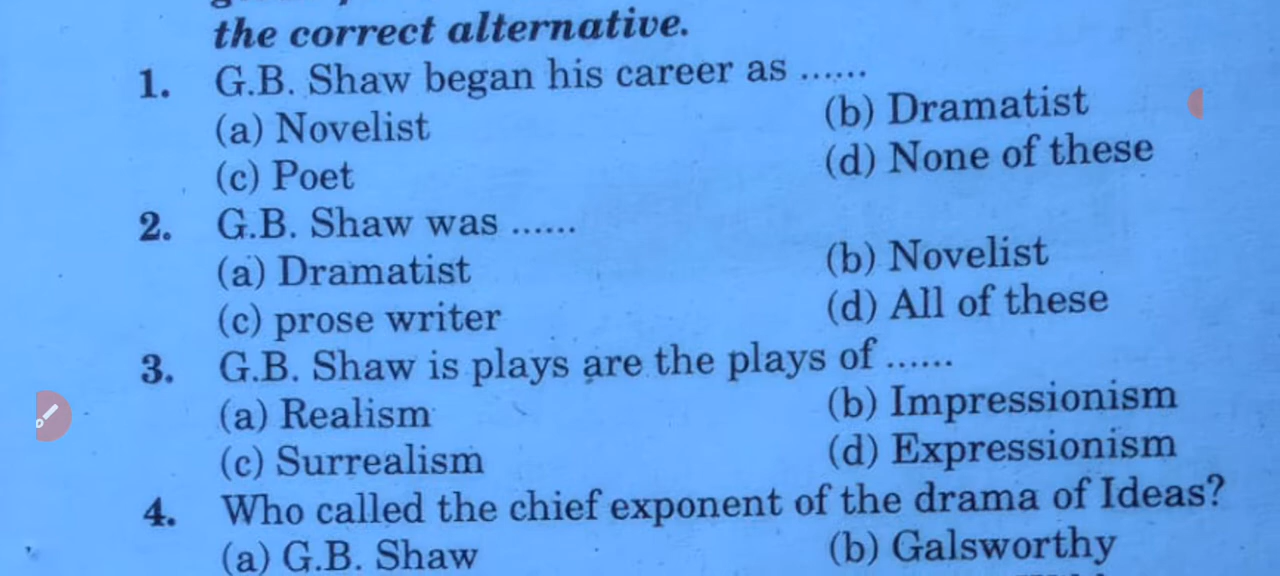 the correct alternative.
1. G.B. Shaw began his career as ......
(a) Novelist (b) Dramatist
(c) Poet (d) None of these
2. G.B. Shaw was ......
(a) Dramatist (b) Novelist
(c) prose writer (d) All of these
3. G.B. Shaw is plays are the plays of ......
(a) Realism (b) Impressionism
(c) Surrealism (d) Expressionism
4. Who called the chief exponent of the drama of Ideas?
(a) G.B. Shaw (b) Galsworthy